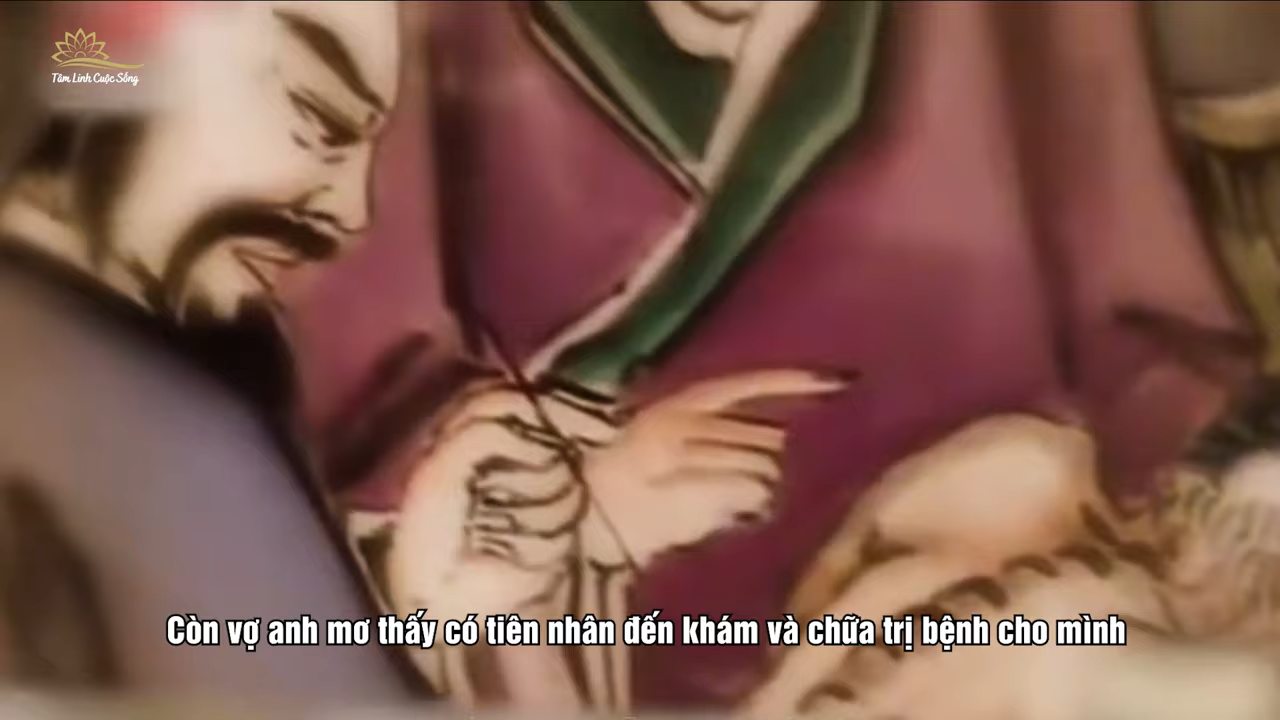 Tâm Linh Cuộc Sống
Còn vợ anh mơ thấy có tiên nhân đến khám và chữa trị bệnh cho mình